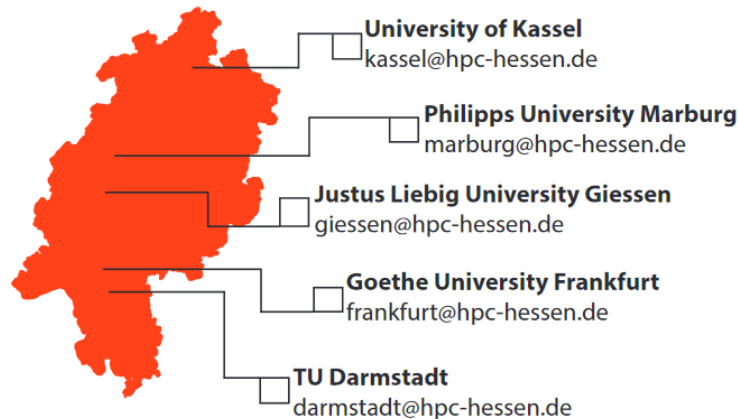 University of Kassel
kassel@hpc-hessen.de
Philipps University Marburg
marburg@hpc-hessen.de
Justus Liebig University Giessen
giessen@hpc-hessen.de
Goethe University Frankfurt
frankfurt@hpc-hessen.de
TU Darmstadt
darmstadt@hpc-hessen.de